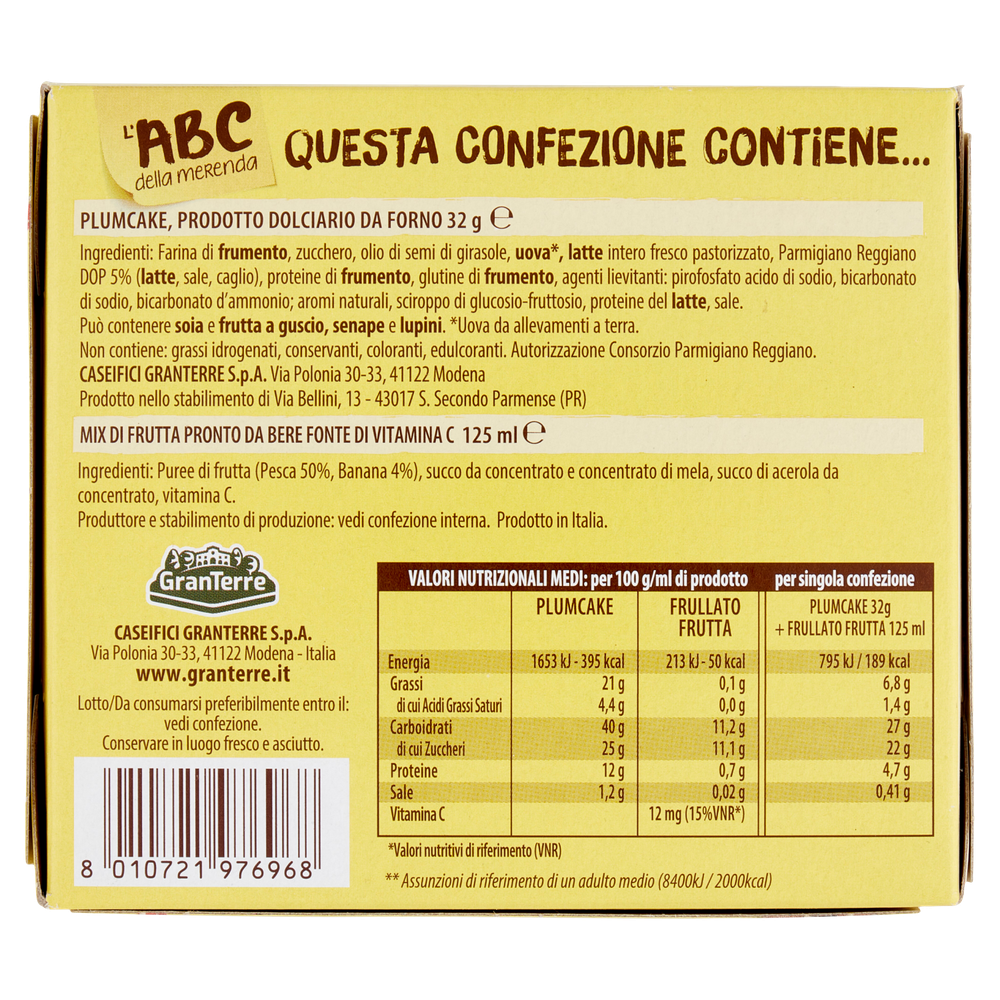 L'ABC
della merenda
QUESTA CONFEZIONE CONTIENE...
PLUMCAKE, PRODOTTO DOLCIARIO DA FORNO 32 g ℮
Ingredienti: Farina di frumento, zucchero, olio di semi di girasole, uova*, latte intero fresco pastorizzato, Parmigiano Reggiano
DOP 5% (latte, sale, caglio), proteine di frumento, glutine di frumento, agenti lievitanti: pirofosfato acido di sodio, bicarbonato
di sodio, bicarbonato d'ammonio; aromi naturali, sciroppo di glucosio-fruttosio, proteine del latte, sale.
Può contenere soia e frutta a guscio, senape e lupini. *Uova da allevamenti a terra.
Non contiene: grassi idrogenati, conservanti, coloranti, edulcoranti. Autorizzazione Consorzio Parmigiano Reggiano.
CASEIFICI GRANTERRE S.p.A. Via Polonia 30-33, 41122 Modena
Prodotto nello stabilimento di Via Bellini, 13 - 43017 S. Secondo Parmense (PR)
MIX DI FRUTTA PRONTO DA BERE FONTE DI VITAMINA C 125 ml ℮
Ingredienti: Puree di frutta (Pesca 50%, Banana 4%), succo da concentrato e concentrato di mela, succo di acerola da
concentrato, vitamina C.
Produttore e stabilimento di produzione: vedi confezione interna. Prodotto in Italia.
GranTerre
CASEIFICI GRANTERRE S.p.A.
Via Polonia 30-33, 41122 Modena - Italia
www.granterre.it
Lotto/Da consumarsi preferibilmente entro il:
vedi confezione.
Conservare in luogo fresco e asciutto.
8 010721 976968
VALORI NUTRIZIONALI MEDI: per 100 g/ml di prodotto per singola confezione
PLUMCAKE FRULLATO FRUTTA PLUMCAKE 32g + FRULLATO FRUTTA 125 ml
Energia 1653 kJ - 395 kcal 213 kJ - 50 kcal 795 kJ / 189 kcal
Grassi 21 g 0,1 g 6,8 g
di cui Acidi Grassi Saturi 4,4 g 0,0 g 1,4 g
Carboidrati 40 g 11,2 g 27 g
di cui Zuccheri 25 g 11,1 g 22 g
Proteine 12 g 0,7 g 4,7 g
Sale 1,2 g 0,02 g 0,41 g
Vitamina C 12 mg (15%VNR*)
*Valori nutritivi di riferimento (VNR)
** Assunzioni di riferimento di un adulto medio (8400kJ / 2000kcal)